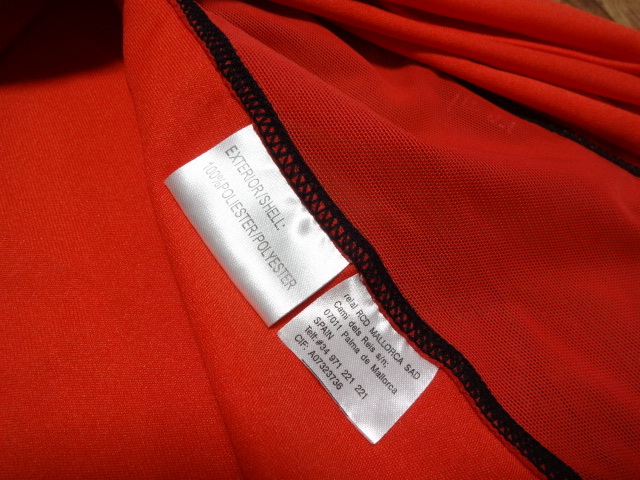 EXTERIOR/SHELL:
100%POLIESTER/POLYESTER
real RCD MALLORCA SAD
Cami dels Reis s/n;
07011 Palma de Mallorca
SPAIN
Telf:#34 971 221 221
CIF: A07323736